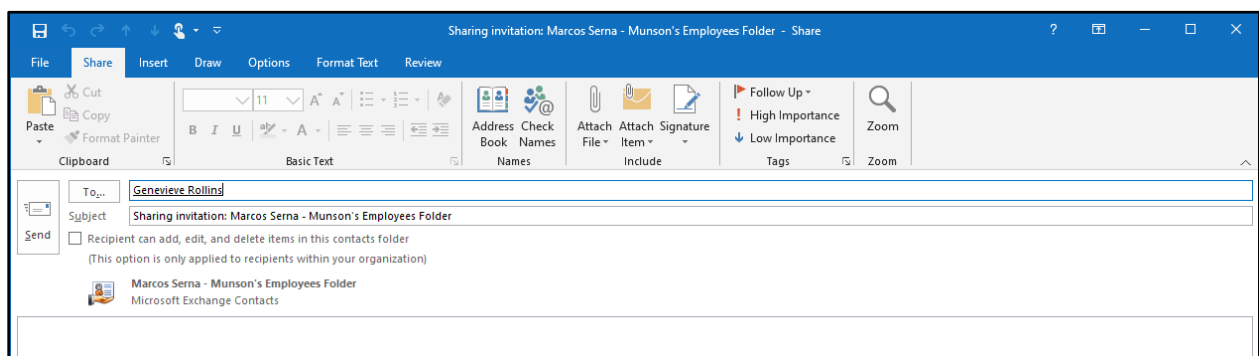 Sharing invitation: Marcos Serna - Munson's Employees Folder - Share ?
File Share Insert Draw Options Format Text Review
Paste
Cut
Copy
Format Painter
Clipboard
11 A A
B I U ab A
Basic Text
Address Book
Check Names
Names
Attach File
Attach Item
Signature
Include
Follow Up
! High Importance
Low Importance
Tags
Zoom
Zoom
Send
To...
Genevieve Rollins
Subject
Sharing invitation: Marcos Serna - Munson's Employees Folder
Recipient can add, edit, and delete items in this contacts folder
(This option is only applied to recipients within your organization)
Marcos Serna - Munson's Employees Folder
Microsoft Exchange Contacts